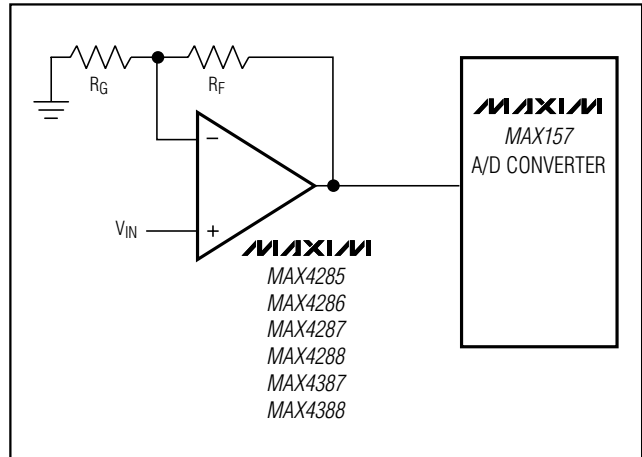 RG
RF
MAXIM
MAX157
A/D CONVERTER
−
VIN
+
MAXIM
MAX4285
MAX4286
MAX4287
MAX4288
MAX4387
MAX4388